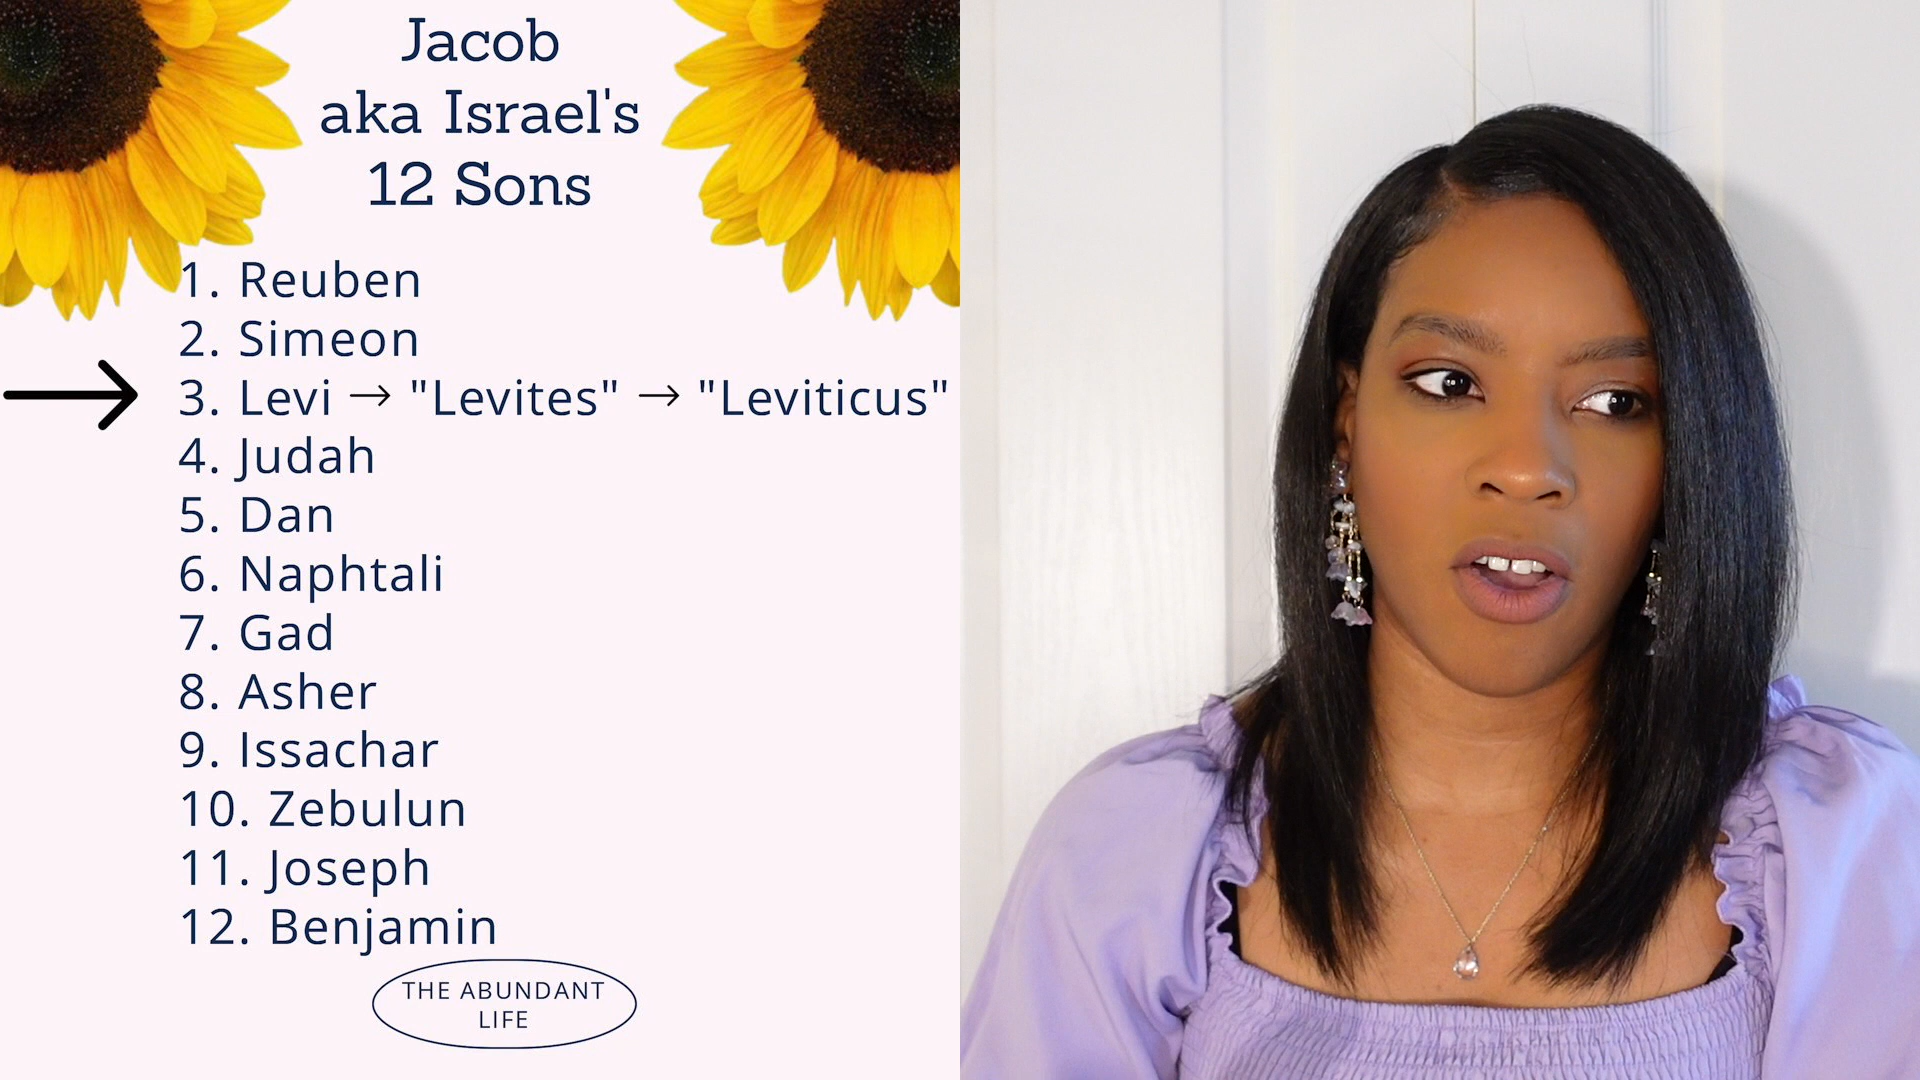 Jacob
aka Israel's
12 Sons
1. Reuben
2. Simeon
3. Levi → "Levites" → "Leviticus"
4. Judah
5. Dan
6. Naphtali
7. Gad
8. Asher
9. Issachar
10. Zebulun
11. Joseph
12. Benjamin
THE ABUNDANT
LIFE